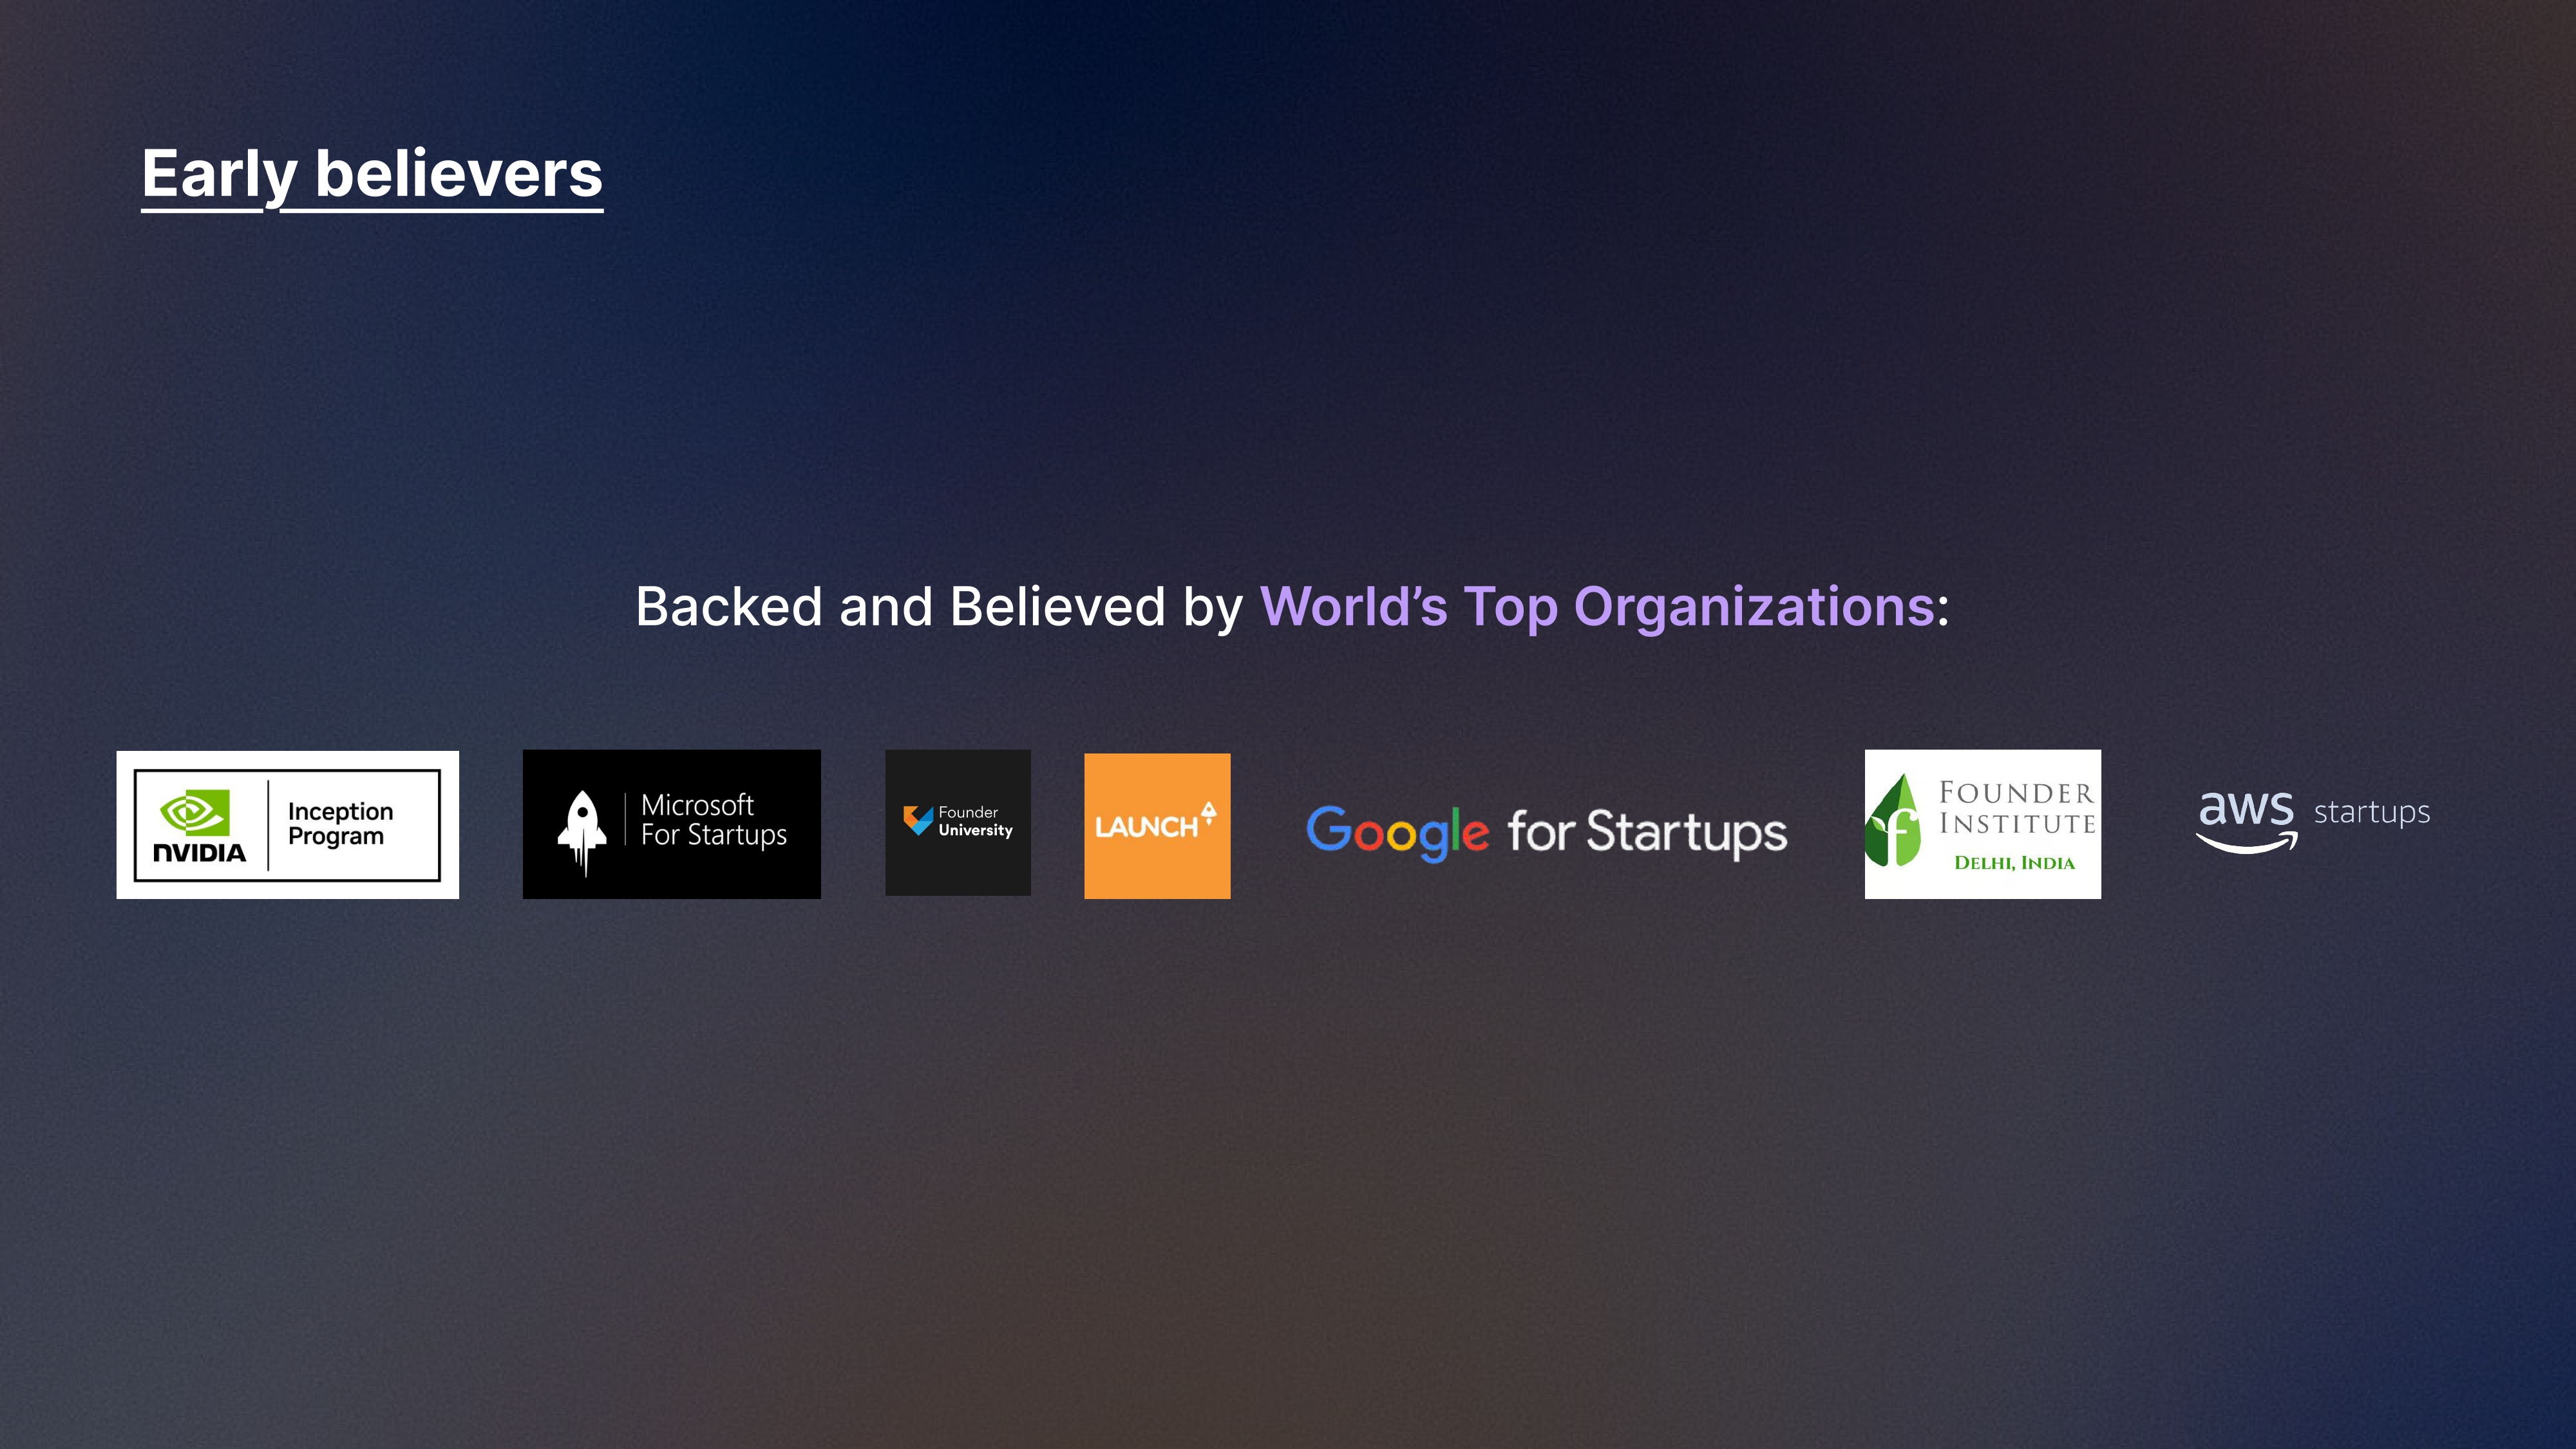 Early believers
Backed and Believed by World’s Top Organizations:
NVIDIA
Inception
Program
Microsoft
For Startups
Founder
University
LAUNCH
Google for Startups
f
FOUNDER
INSTITUTE
DELHI, INDIA
aws startups